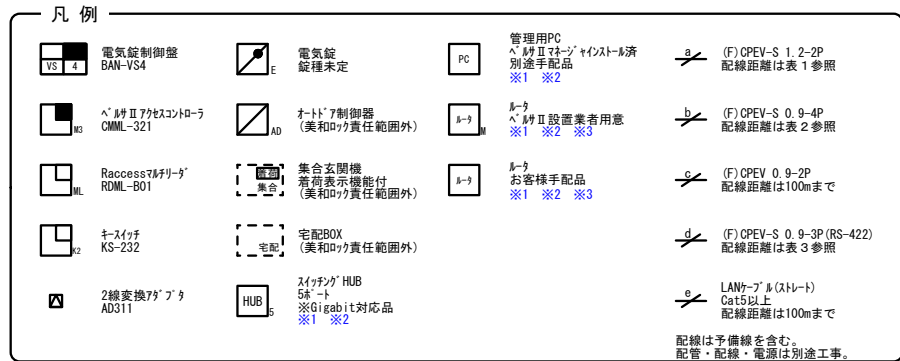 凡 例
VS 4
電気錠制御盤
BAN-VS4
M3
ﾍﾞﾙｻⅡ ｱｸｾｽｺﾝﾄﾛｰﾗ
CMML-321
ML
Raccessﾏﾙﾁﾘｰﾀﾞ
RDML-B01
K2
ｷｰｽｲｯﾁ
KS-232
2線変換ｱﾀﾞﾌﾟﾀ
AD311
E
電気錠
錠種未定
AD
ｵｰﾄﾄﾞｱ制御器
(美和ﾛｯｸ責任範囲外)
着荷
集合
集合玄関機
着荷表示機能付
(美和ﾛｯｸ責任範囲外)
宅配
宅配BOX
(美和ﾛｯｸ責任範囲外)
HUB 5
ｽｲｯﾁﾝｸﾞHUB
5ﾎﾟｰﾄ
※Gigabit対応品
※1 ※2
PC
管理用PC
ﾍﾞﾙｻⅡﾏﾈｰｼﾞｬｲﾝｽﾄｰﾙ済
別途手配品
※1 ※2
ﾙｰﾀ M
ﾙｰﾀ
ﾍﾞﾙｻⅡ設置業者用意
※1 ※2 ※3
ﾙｰﾀ
ﾙｰﾀ
お客様手配品
※1 ※2 ※3
a
(F)CPEV-S 1.2-2P
配線距離は表1参照
b
(F)CPEV-S 0.9-4P
配線距離は表2参照
c
(F)CPEV 0.9-2P
配線距離は100mまで
d
(F)CPEV-S 0.9-3P(RS-422)
配線距離は表3参照
e
LANｹｰﾌﾞﾙ(ｽﾄﾚｰﾄ)
Cat5以上
配線距離は100mまで
配線は予備線を含む。
配管・配線・電源は別途工事。